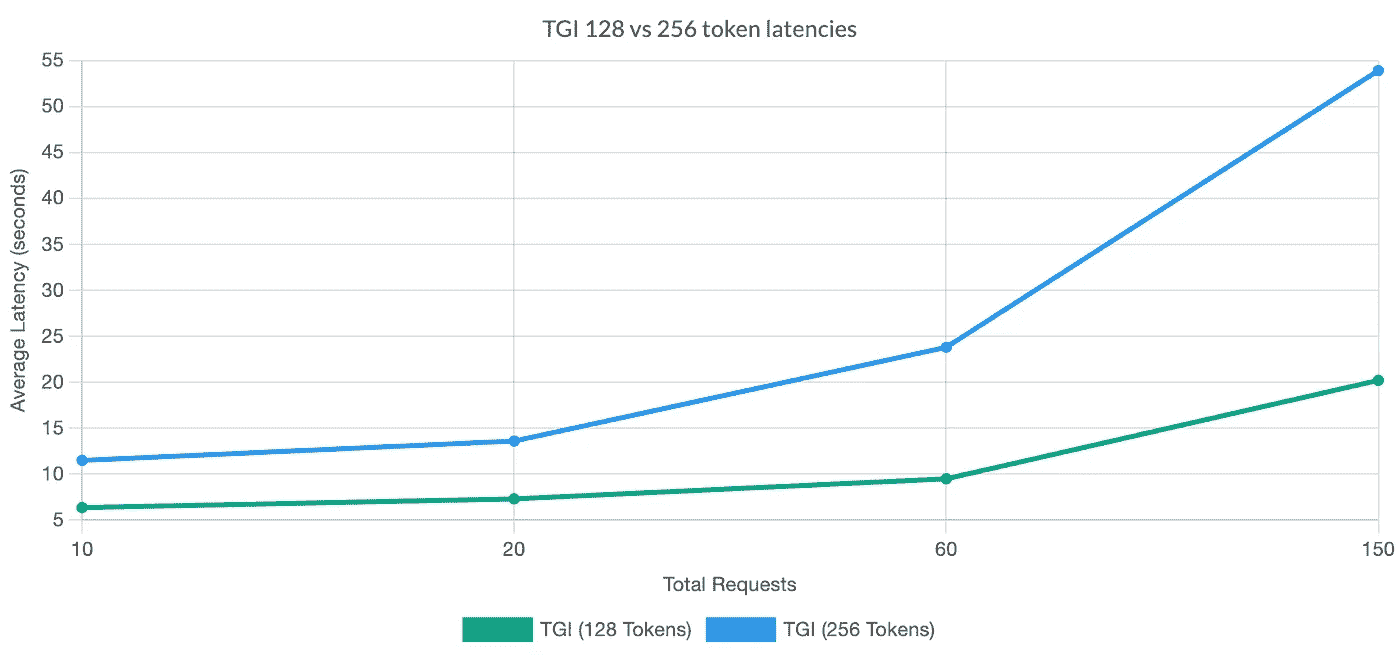 TGI 128 vs 256 token latencies
55
50
45
40
35
30
25
20
15
10
5
Average Latency (seconds)
10 20 60 150
Total Requests
TGI (128 Tokens) TGI (256 Tokens)